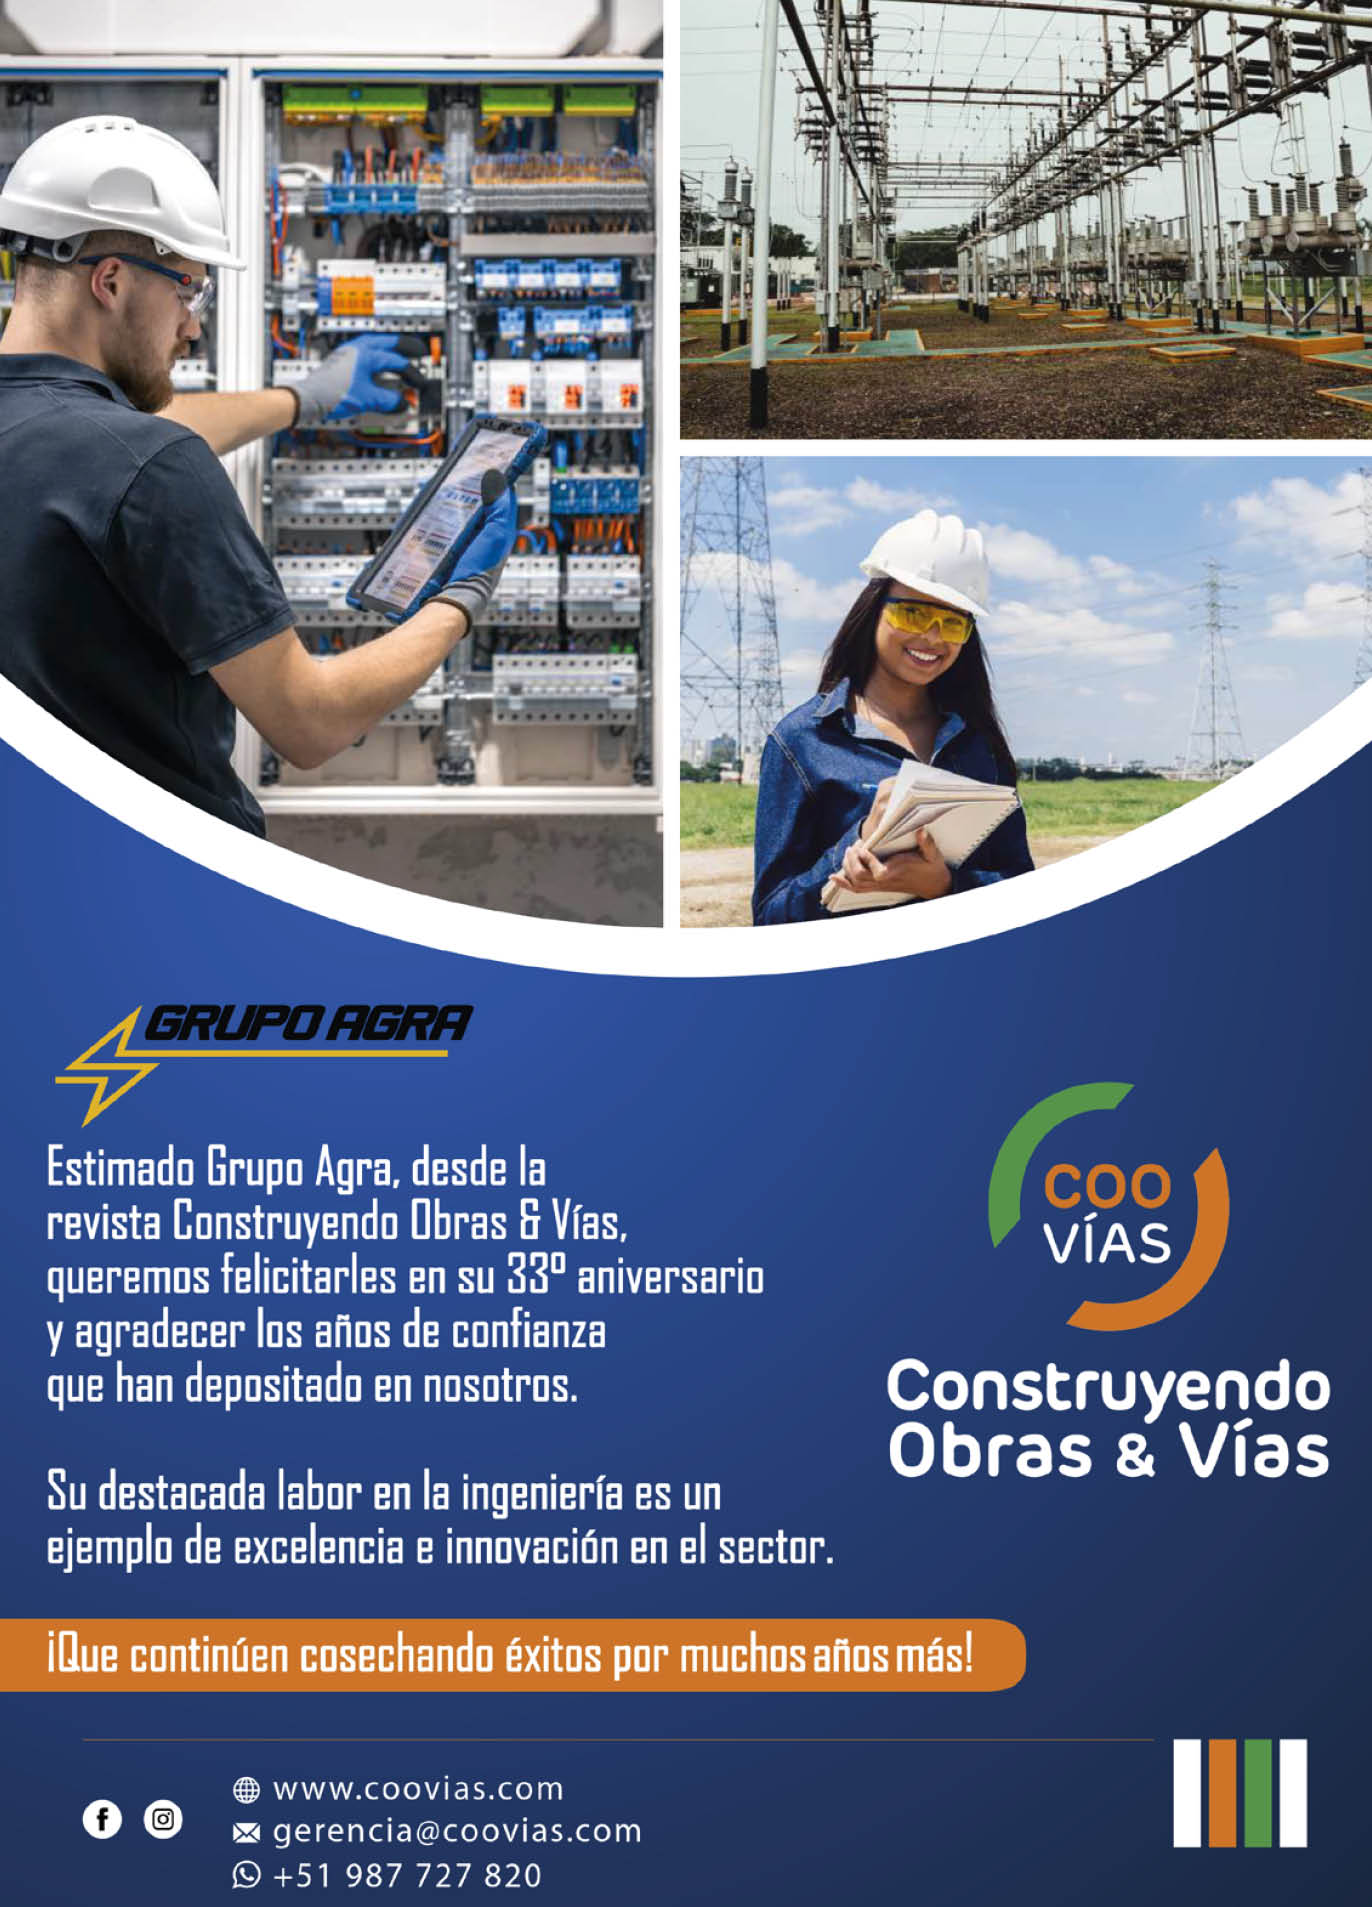 GRUPO AGRA
Estimado Grupo Agra, desde la
revista Construyendo Obras & Vías,
queremos felicitarles en su 33º aniversario
y agradecer los años de confianza
que han depositado en nosotros.
Su destacada labor en la ingeniería es un
ejemplo de excelencia e innovación en el sector.
¡Que continúen cosechando éxitos por muchos años más!
COO
VÍAS
Construyendo
Obras & Vías
www.coovias.com
gerencia@coovias.com
+51 987 727 820